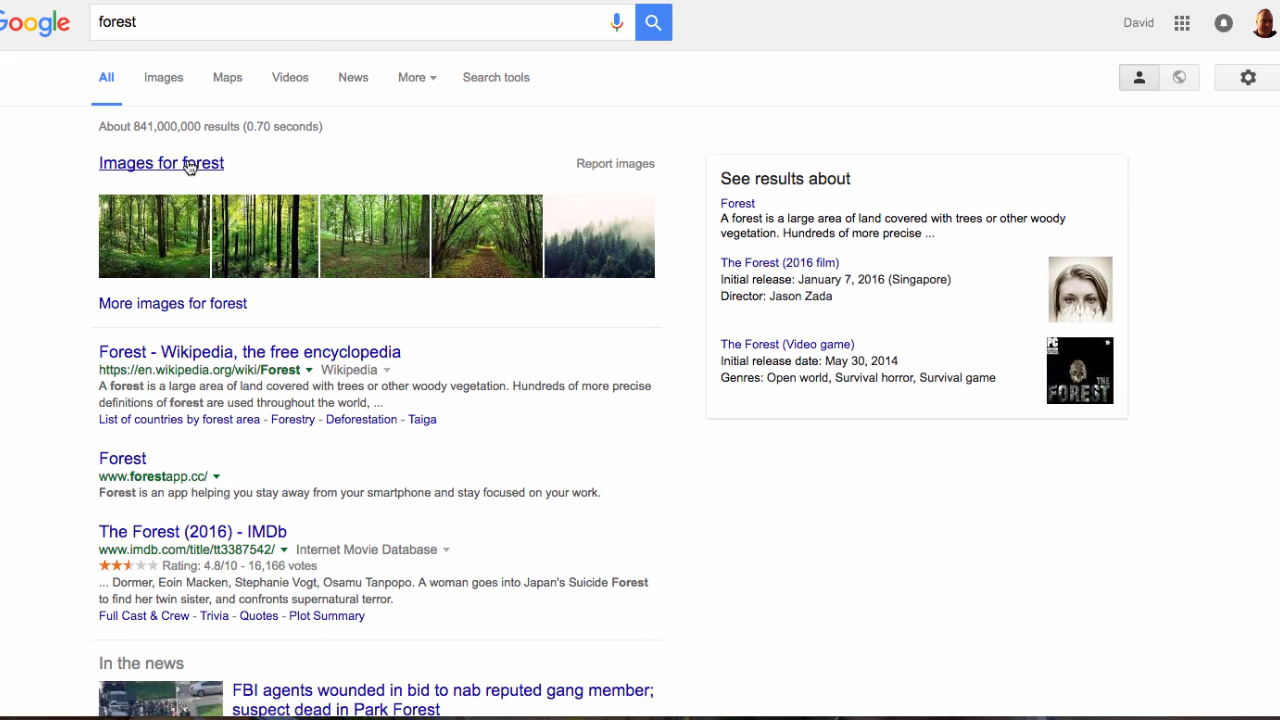 Google
forest
David
All Images Maps Videos News More Search tools
About 841,000,000 results (0.70 seconds)
Images for forest
Report images
More images for forest
Forest - Wikipedia, the free encyclopedia
https://en.wikipedia.org/wiki/Forest Wikipedia
A forest is a large area of land covered with trees or other woody vegetation. Hundreds of more precise
definitions of forest are used throughout the world, ...
List of countries by forest area - Forestry - Deforestation - Taiga
Forest
www.forestapp.cc/
Forest is an app helping you stay away from your smartphone and stay focused on your work.
The Forest (2016) - IMDb
www.imdb.com/title/tt3387542/ Internet Movie Database
Rating: 4.8/10 - 16,166 votes
... Dormer, Eoin Macken, Stephanie Vogt, Osamu Tanpopo. A woman goes into Japan's Suicide Forest
to find her twin sister, and confronts supernatural terror.
Full Cast & Crew - Trivia - Quotes - Plot Summary
In the news
FBI agents wounded in bid to nab reputed gang member;
suspect dead in Park Forest
See results about
Forest
A forest is a large area of land covered with trees or other woody
vegetation. Hundreds of more precise ...
The Forest (2016 film)
Initial release: January 7, 2016 (Singapore)
Director: Jason Zada
The Forest (Video game)
Initial release date: May 30, 2014
Genres: Open world, Survival horror, Survival game
PC
THE
FOREST